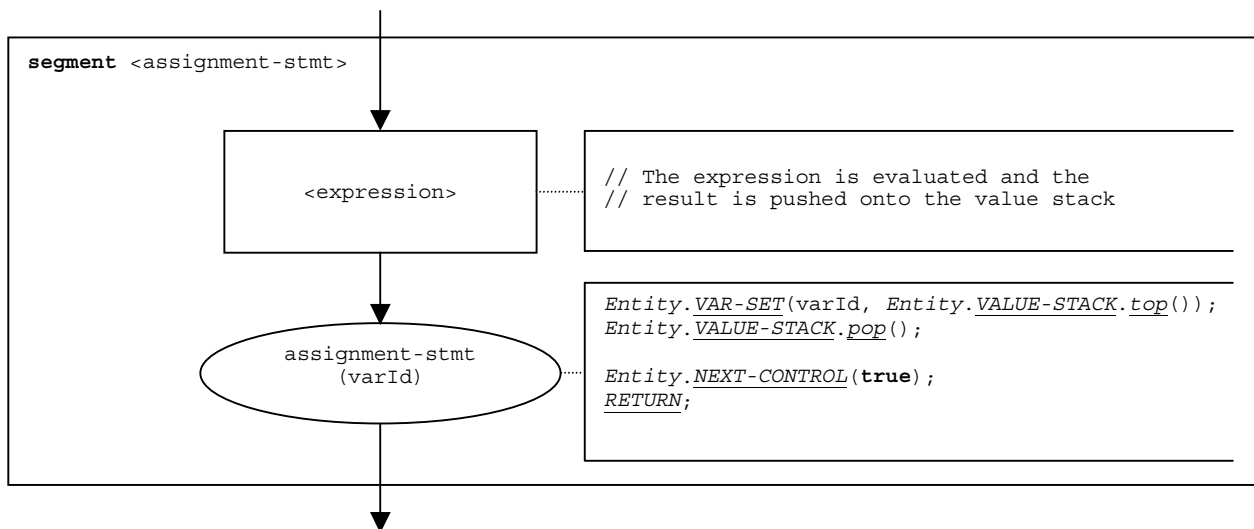 segment <assignment-stmt>
<expression>
// The expression is evaluated and the
// result is pushed onto the value stack
assignment-stmt
(varId)
Entity.VAR-SET(varId, Entity.VALUE-STACK.top());
Entity.VALUE-STACK.pop();
Entity.NEXT-CONTROL(true);
RETURN;